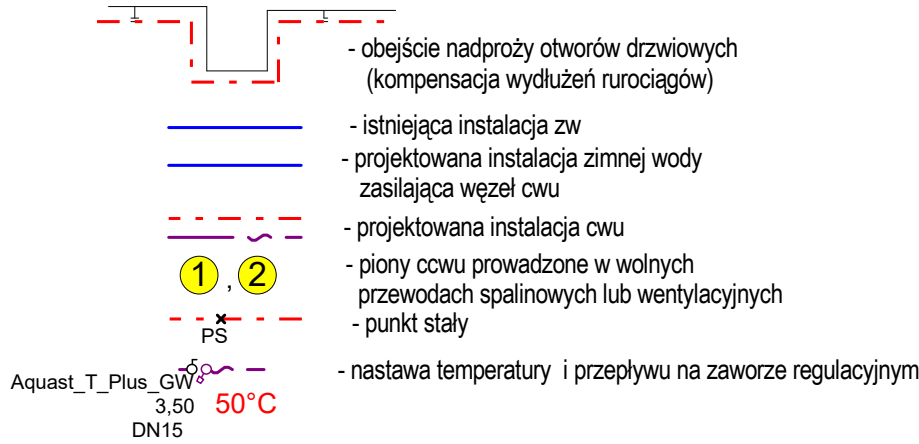 - obejście nadproży otworów drzwiowych
(kompensacja wydłużeń rurociągów)
- istniejąca instalacja zw
- projektowana instalacja zimnej wody
zasilająca węzeł cwu
- projektowana instalacja cwu
1 , 2
- piony ccwu prowadzone w wolnych
przewodach spalinowych lub wentylacyjnych
- punkt stały
PS
- nastawa temperatury i przepływu na zaworze regulacyjnym
Aquast_T_Plus_GW
3,50 50°C
DN15